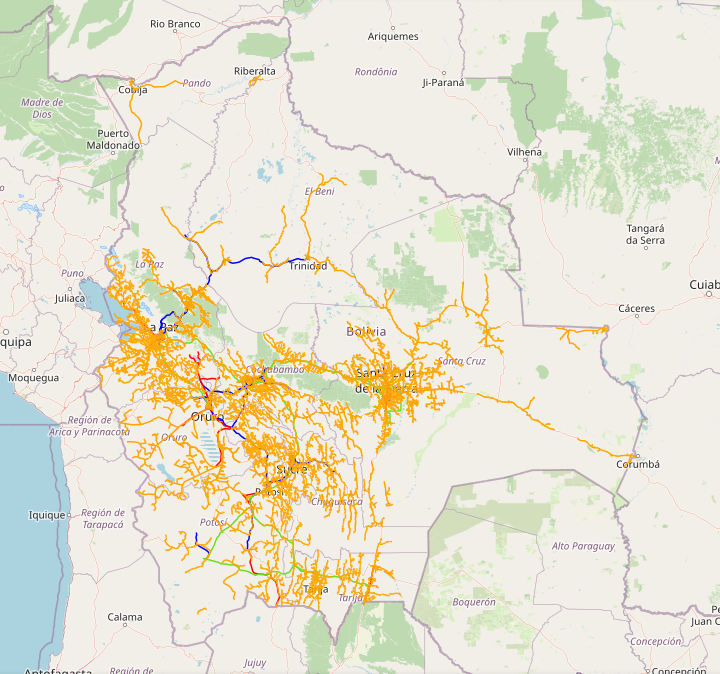 Rio Branco
Ariquemes
Riberalta
Rondônia
Ji-Paraná
Cobija
Pando
Madre de
Dios
Puerto
Maldonado
Vilhena
El Beni
Tangará
da Serra
La Paz
Trinidad
Puno
Juliaca
Cuiab
Cáceres
La Paz
Bolivia
quipa
Moquegua
Cochabamba
Santa Cruz
de la Sierra
Santa Cruz
Oruro
Región de
Arica y Parinacota
Oruro
Corumbá
Sucre
Potosí
Chuquisaca
Iquique
Región de
Tarapacá
Potosí
Alto Paraguay
Tarija
Tarija
Boquerón
Calama
Pe
Juan C
Concepción
Jujuy
Antofagasta
Región de
Concepción